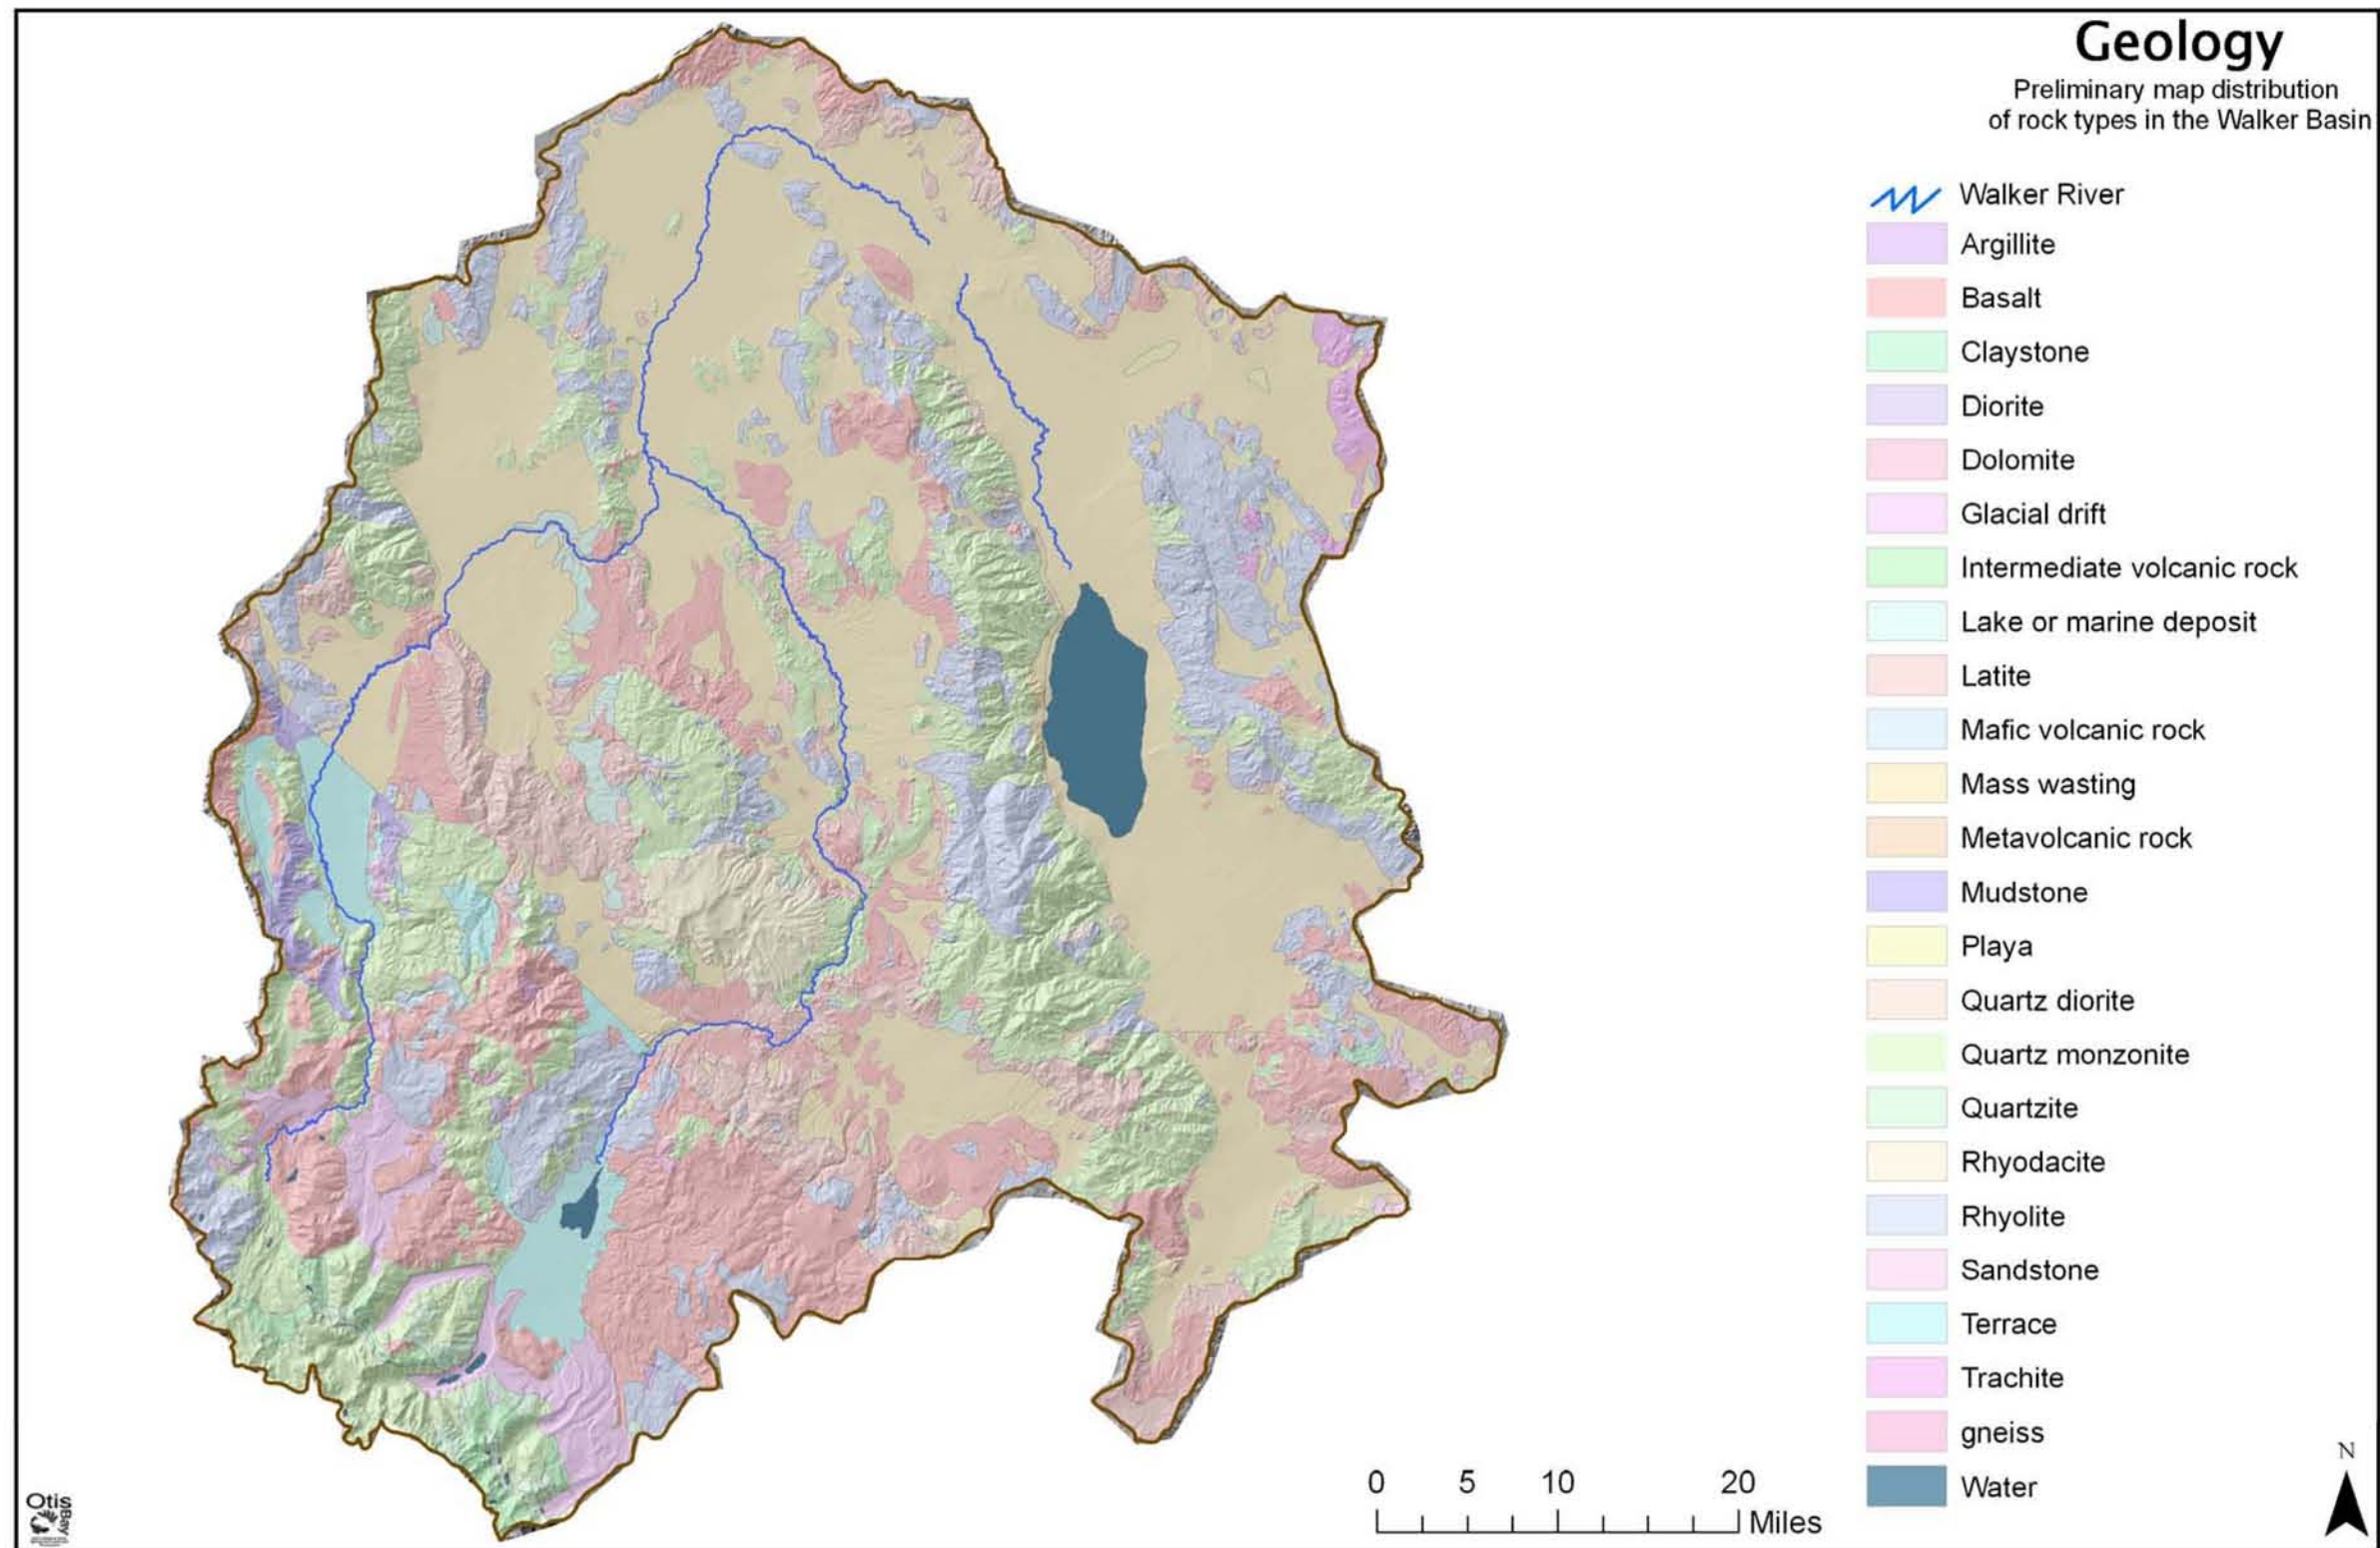 Geology
Preliminary map distribution
of rock types in the Walker Basin
Walker River
Argillite
Basalt
Claystone
Diorite
Dolomite
Glacial drift
Intermediate volcanic rock
Lake or marine deposit
Latite
Mafic volcanic rock
Mass wasting
Metavolcanic rock
Mudstone
Playa
Quartz diorite
Quartz monzonite
Quartzite
Rhyodacite
Rhyolite
Sandstone
Terrace
Trachite
gneiss
Water
N
0 5 10 20
Miles
Otis
Bay